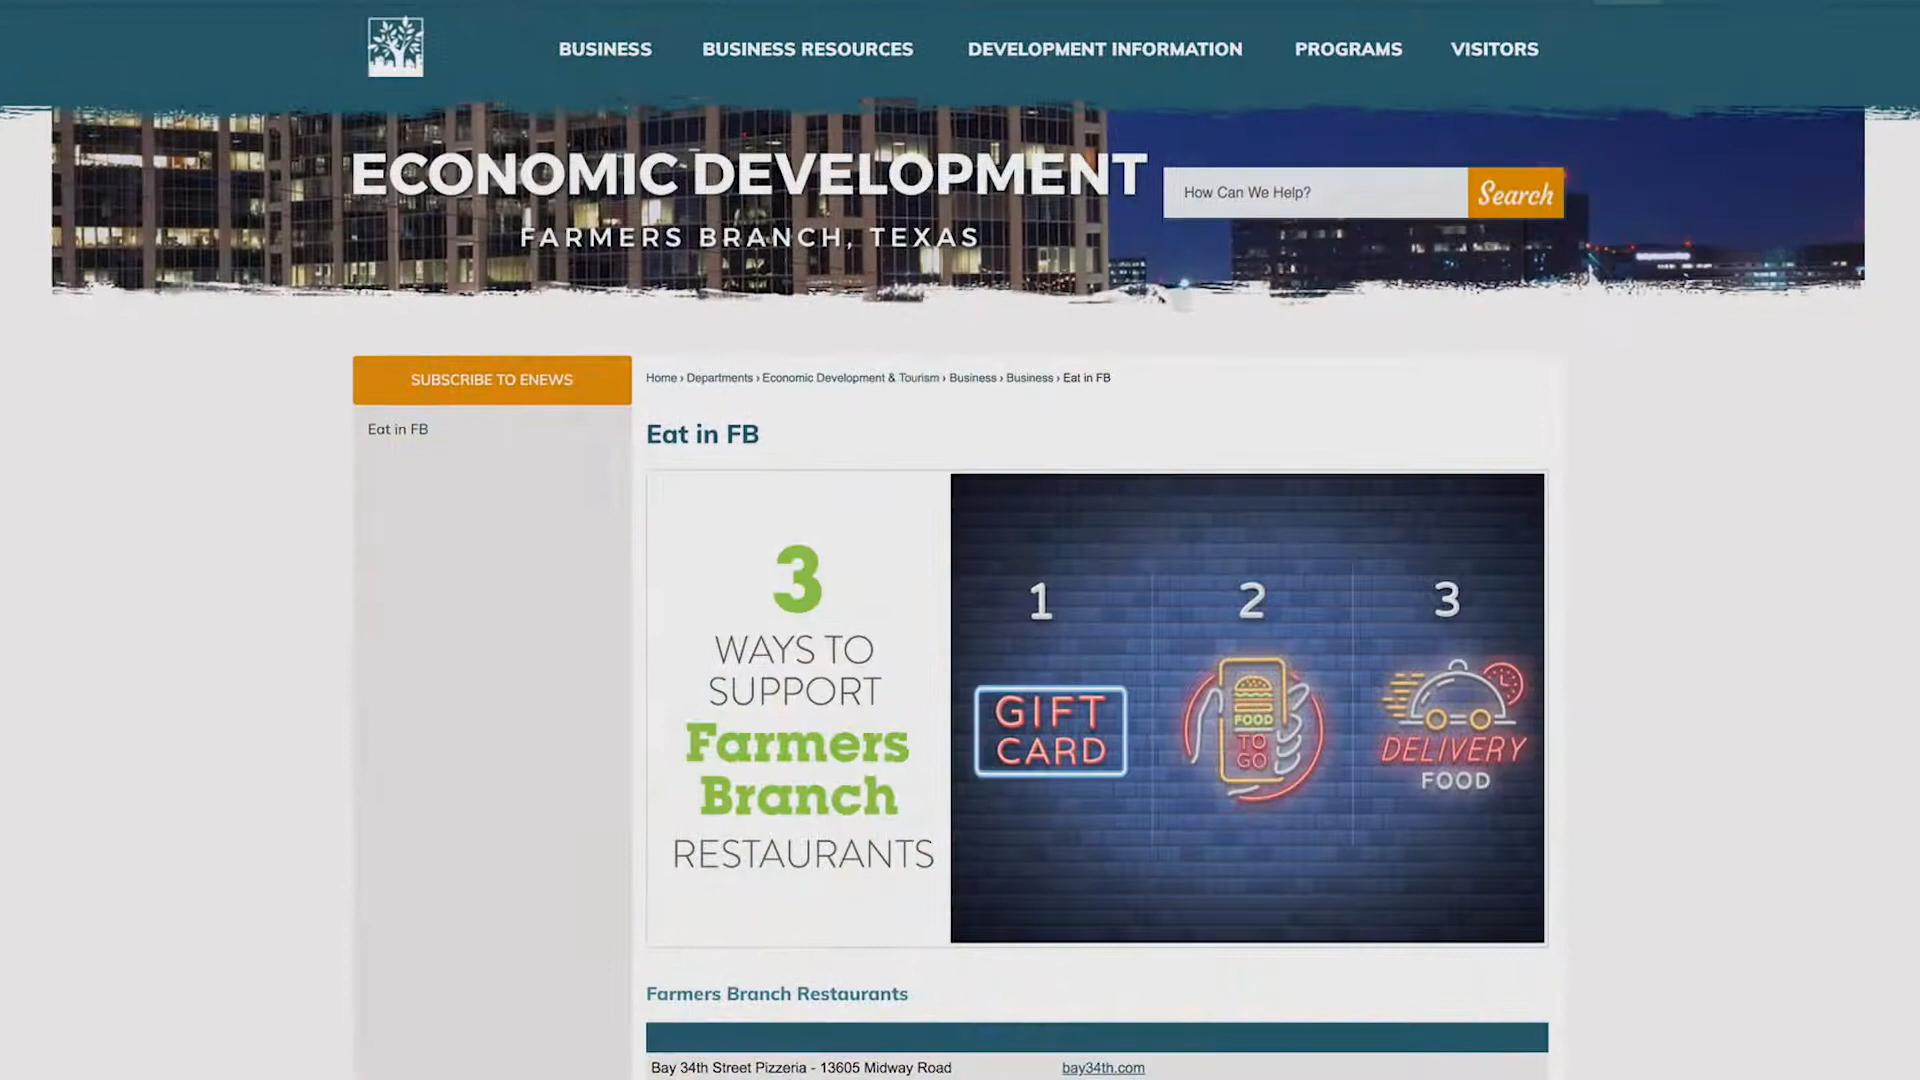 BUSINESS
BUSINESS RESOURCES
DEVELOPMENT INFORMATION
PROGRAMS
VISITORS
ECONOMIC DEVELOPMENT
FARMERS BRANCH, TEXAS
How Can We Help?
Search
SUBSCRIBE TO ENEWS
Eat in FB
Home › Departments › Economic Development & Tourism › Business › Business › Eat in FB
Eat in FB
3
WAYS TO
SUPPORT
Farmers
Branch
RESTAURANTS
1
GIFT
CARD
2
FOOD
TO
GO
3
DELIVERY
FOOD
Farmers Branch Restaurants
Bay 34th Street Pizzeria - 13605 Midway Road
bay34th.com